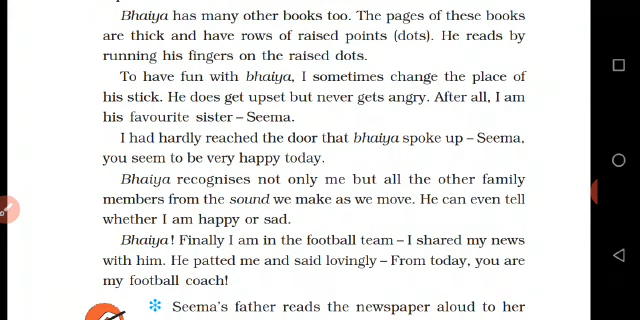 Bhaiya has many other books too. The pages of these books
are thick and have rows of raised points (dots). He reads by
running his fingers on the raised dots.
To have fun with bhaiya, I sometimes change the place of
his stick. He does get upset but never gets angry. After all, I am
his favourite sister – Seema.
I had hardly reached the door that bhaiya spoke up – Seema,
you seem to be very happy today.
Bhaiya recognises not only me but all the other family
members from the sound we make as we move. He can even tell
whether I am happy or sad.
Bhaiya! Finally I am in the football team – I shared my news
with him. He patted me and said lovingly – From today, you are
my football coach!
Seema's father reads the newspaper aloud to her